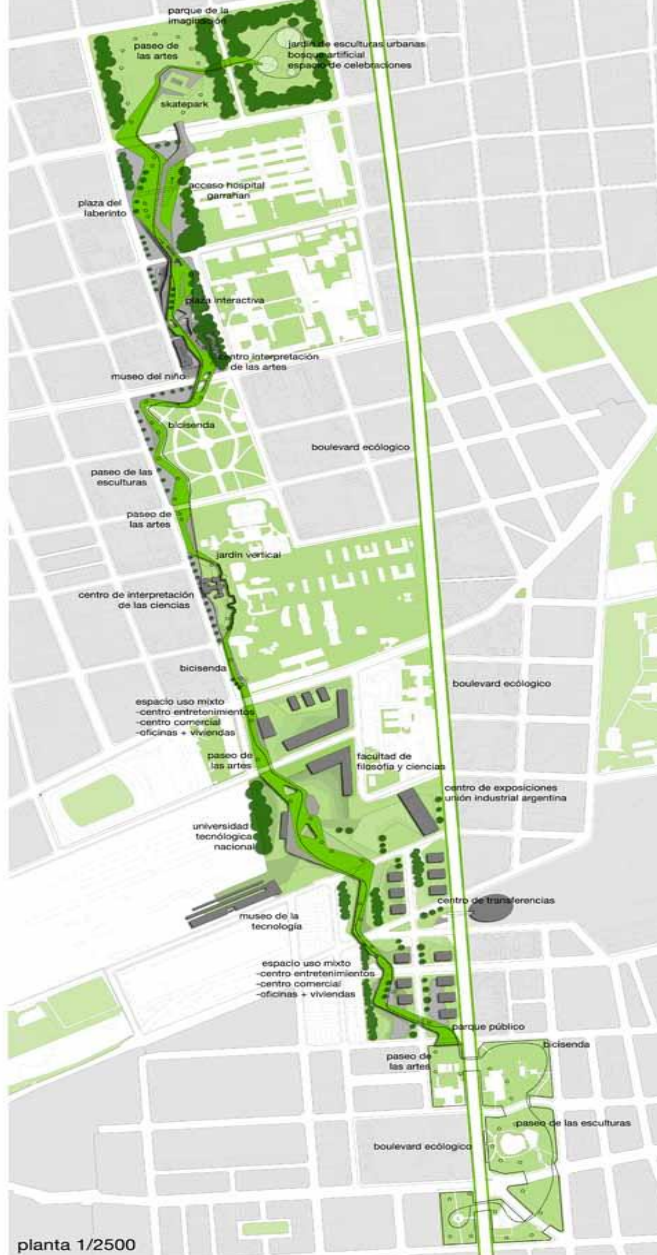 parque de la
imaginación
paseo de
las artes
jardín de esculturas urbanas
bosque artificial
espacio de celebraciones
skatepark
acceso hospital
garrahan
plaza del
laberinto
plaza interactiva
centro interpretación
de las artes
museo del niño
bicisenda
boulevard ecólogico
paseo de las
esculturas
paseo de
las artes
jardín vertical
centro de interpretación
de las ciencias
bicisenda
boulevard ecólogico
espacio uso mixto
-centro entretenimientos
-centro comercial
-oficinas + viviendas
paseo de
las artes
facultad de
filosofía y ciencias
centro de exposiciones
unión industrial argentina
universidad
tecnólogica
nacional
centro de transferencias
museo de la
tecnología
espacio uso mixto
-centro entretenimientos
-centro comercial
-oficinas + viviendas
parque público
bicisenda
paseo de
las artes
paseo de las esculturas
boulevard ecólogico
planta 1/2500